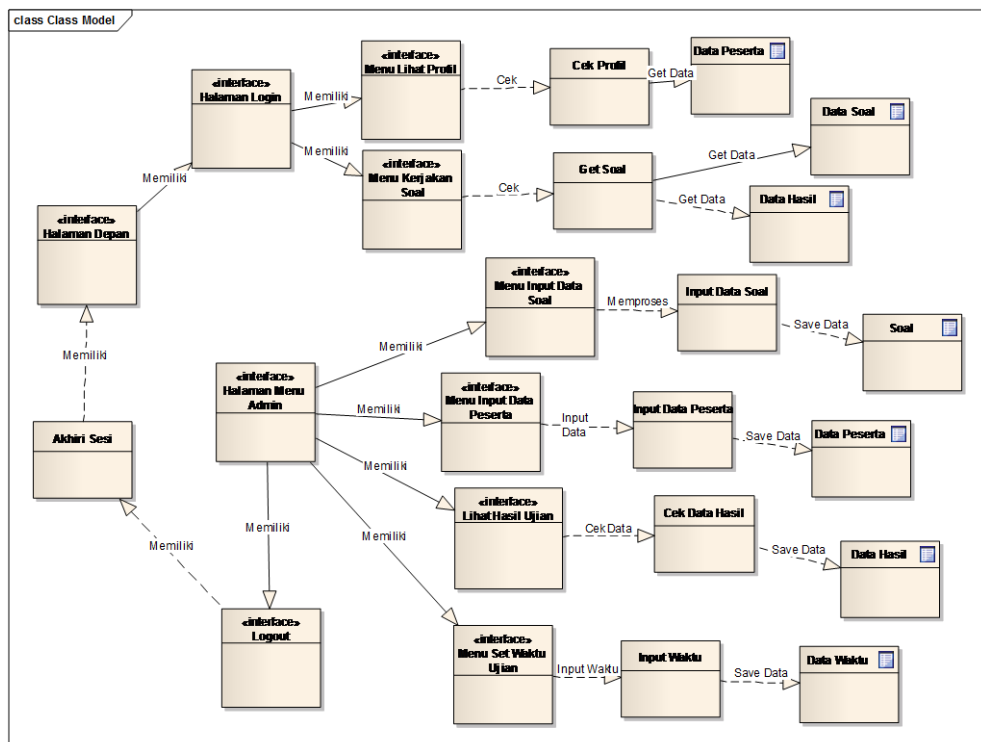 class Class Model
«interface»
Menu Lihat Profil
Cek Profil
Data Peserta
Cek
Get Data
«interface»
Halaman Login
Memiliki
Memiliki
Data Soal
«interface»
Menu Kerjakan
Soal
Get Soal
Get Data
Cek
Get Data
Data Hasil
Memiliki
«interface»
Halaman Depan
«interface»
Menu Input Data
Soal
Input Data Soal
Memproses
Save Data
Soal
Memiliki
Memiliki
«interface»
Halaman Menu
Admin
«interface»
Menu Input Data
Peserta
Input Data Peserta
Memiliki
Input
Data
Save Data
Data Peserta
Akhiri Sesi
Memiliki
«interface»
Lihat Hasil Ujian
Cek Data Hasil
Cek Data
Save Data
Data Hasil
Memiliki
Memiliki
Memiliki
«interface»
Logout
«interface»
Menu Set Waktu
Ujian
Input Waktu
Input Waktu
Save Data
Data Waktu